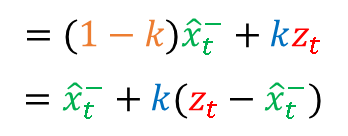 = (1 − k)x̂ₜ⁻ + kzₜ
= x̂ₜ⁻ + k(zₜ − x̂ₜ⁻)